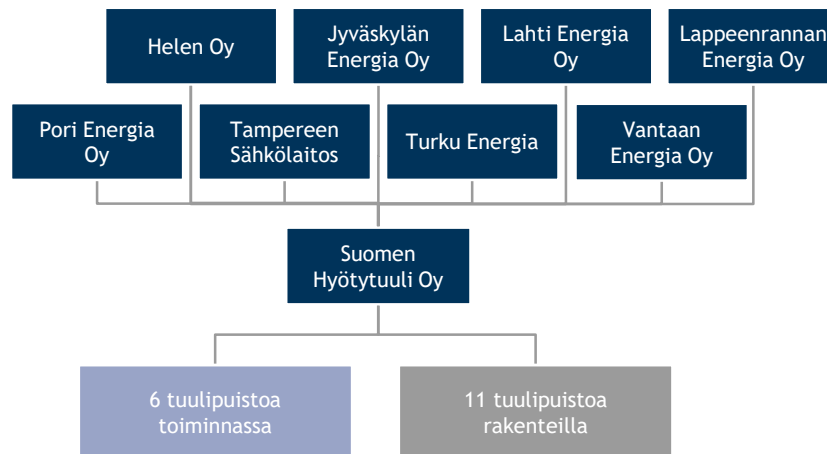 Helen Oy
Jyväskylän
Energia Oy
Lahti Energia
Oy
Lappeenrannan
Energia Oy
Pori Energia
Oy
Tampereen
Sähkölaitos
Turku Energia
Vantaan
Energia Oy
Suomen
Hyötytuuli Oy
6 tuulipuistoa
toiminnassa
11 tuulipuistoa
rakenteilla